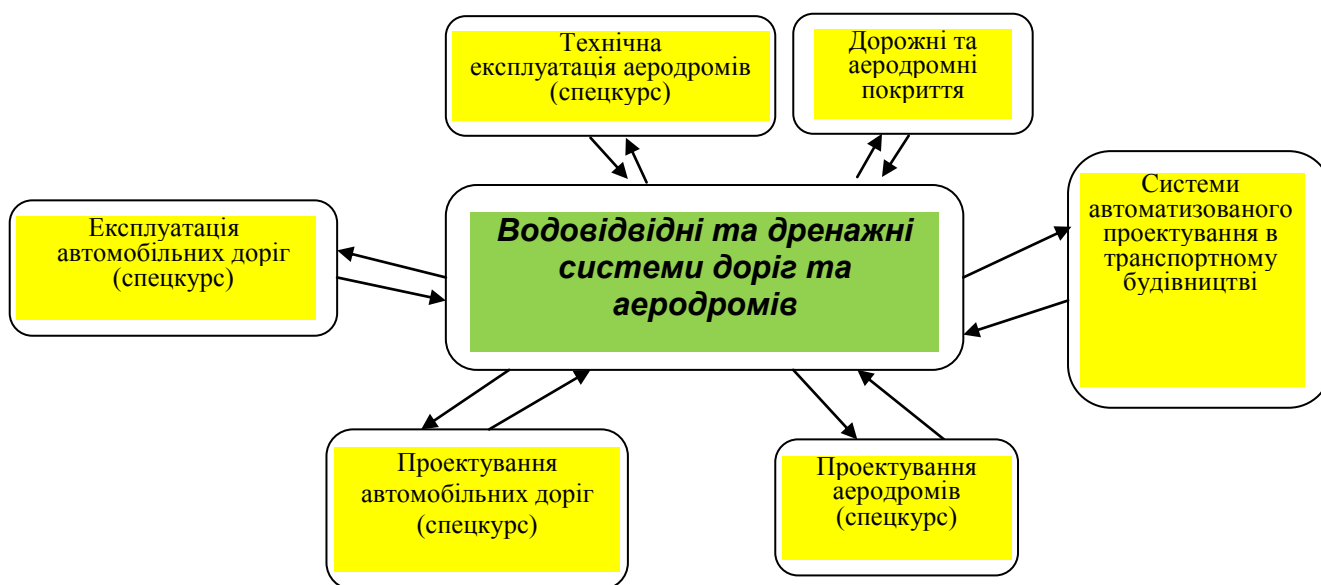 Технічна
експлуатація аеродромів
(спецкурс)
Дорожні та
аеродромні
покриття
Системи
автоматизованого
проектування в
транспортному
будівництві
Експлуатація
автомобільних доріг
(спецкурс)
Водовідвідні та дренажні
системи доріг та
аеродромів
Проектування
автомобільних доріг
(спецкурс)
Проектування
аеродромів
(спецкурс)